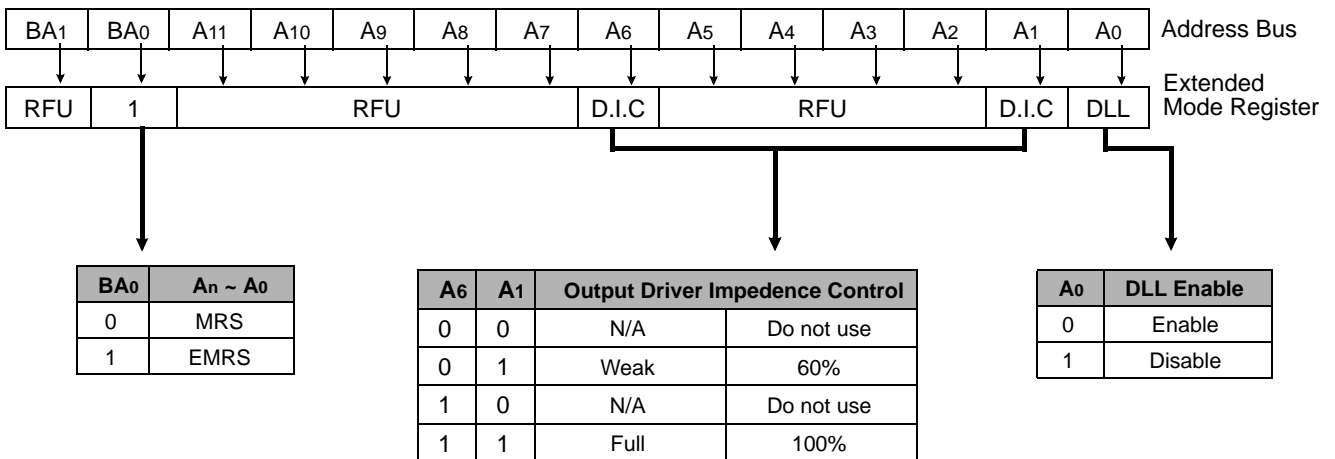 BA1 BA0 A11 A10 A9 A8 A7 A6 A5 A4 A3 A2 A1 A0 Address Bus
RFU 1 RFU D.I.C RFU D.I.C DLL Extended
Mode Register
BA0 An ~ A0
0 MRS
1 EMRS
A6 A1 Output Driver Impedence Control
0 0 N/A Do not use
0 1 Weak 60%
1 0 N/A Do not use
1 1 Full 100%
A0 DLL Enable
0 Enable
1 Disable